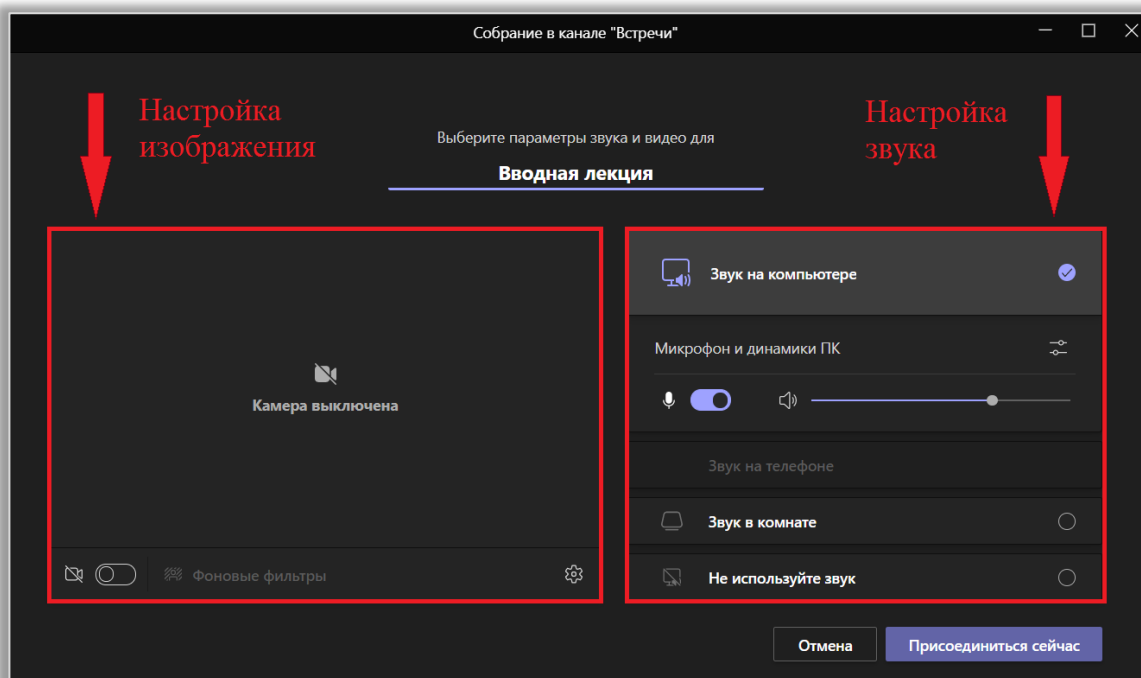 Собрание в канале "Встречи"
Настройка
изображения
Настройка
звука
Выберите параметры звука и видео для
Вводная лекция
Камера выключена
Фоновые фильтры
Звук на компьютере
Микрофон и динамики ПК
Звук на телефоне
Звук в комнате
Не используйте звук
Отмена
Присоединиться сейчас